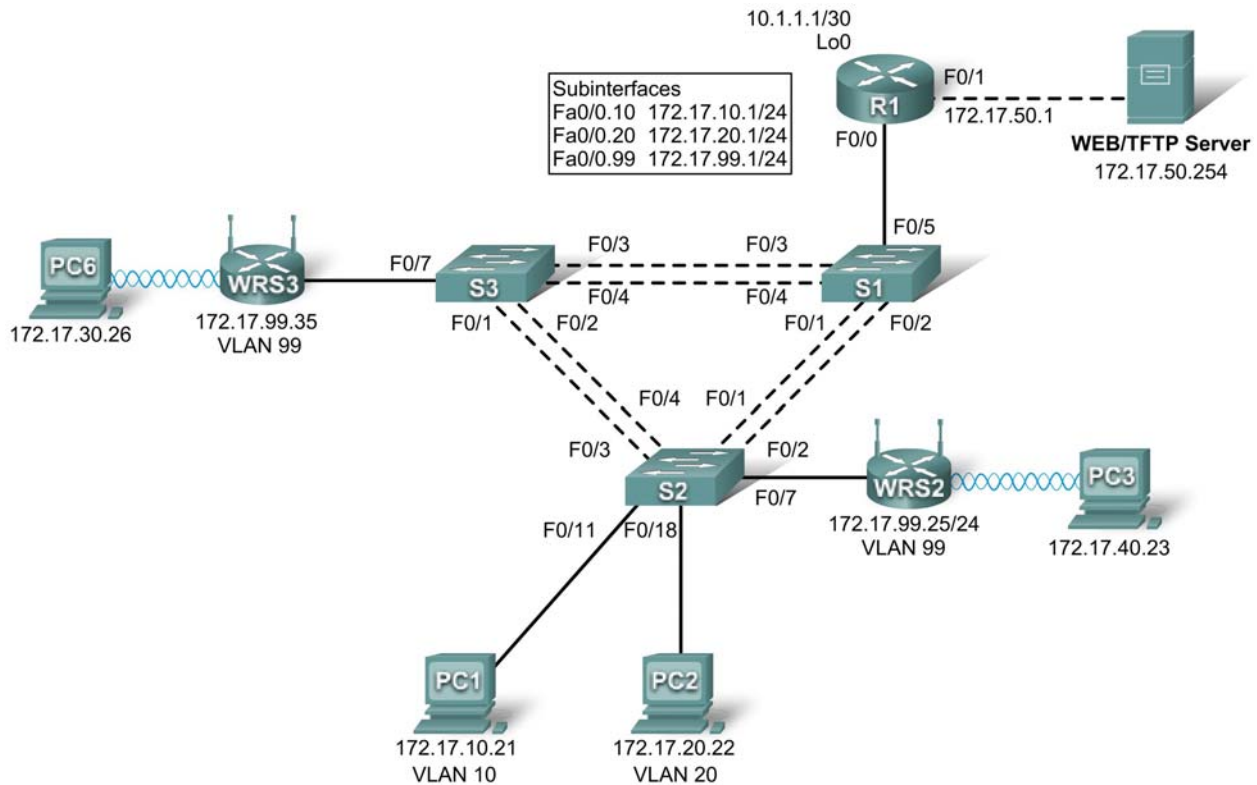 10.1.1.1/30
Lo0
Subinterfaces
Fa0/0.10 172.17.10.1/24
Fa0/0.20 172.17.20.1/24
Fa0/0.99 172.17.99.1/24
R1
F0/1
172.17.50.1
F0/0
WEB/TFTP Server
172.17.50.254
F0/5
PC6
172.17.30.26
WRS3
172.17.99.35
VLAN 99
F0/7
S3
F0/3
F0/4
F0/1
F0/2
F0/3
F0/4
S1
F0/1
F0/2
F0/4
F0/1
F0/3
F0/2
S2
F0/7
WRS2
172.17.99.25/24
VLAN 99
PC3
172.17.40.23
F0/11
F0/18
PC1
172.17.10.21
VLAN 10
PC2
172.17.20.22
VLAN 20